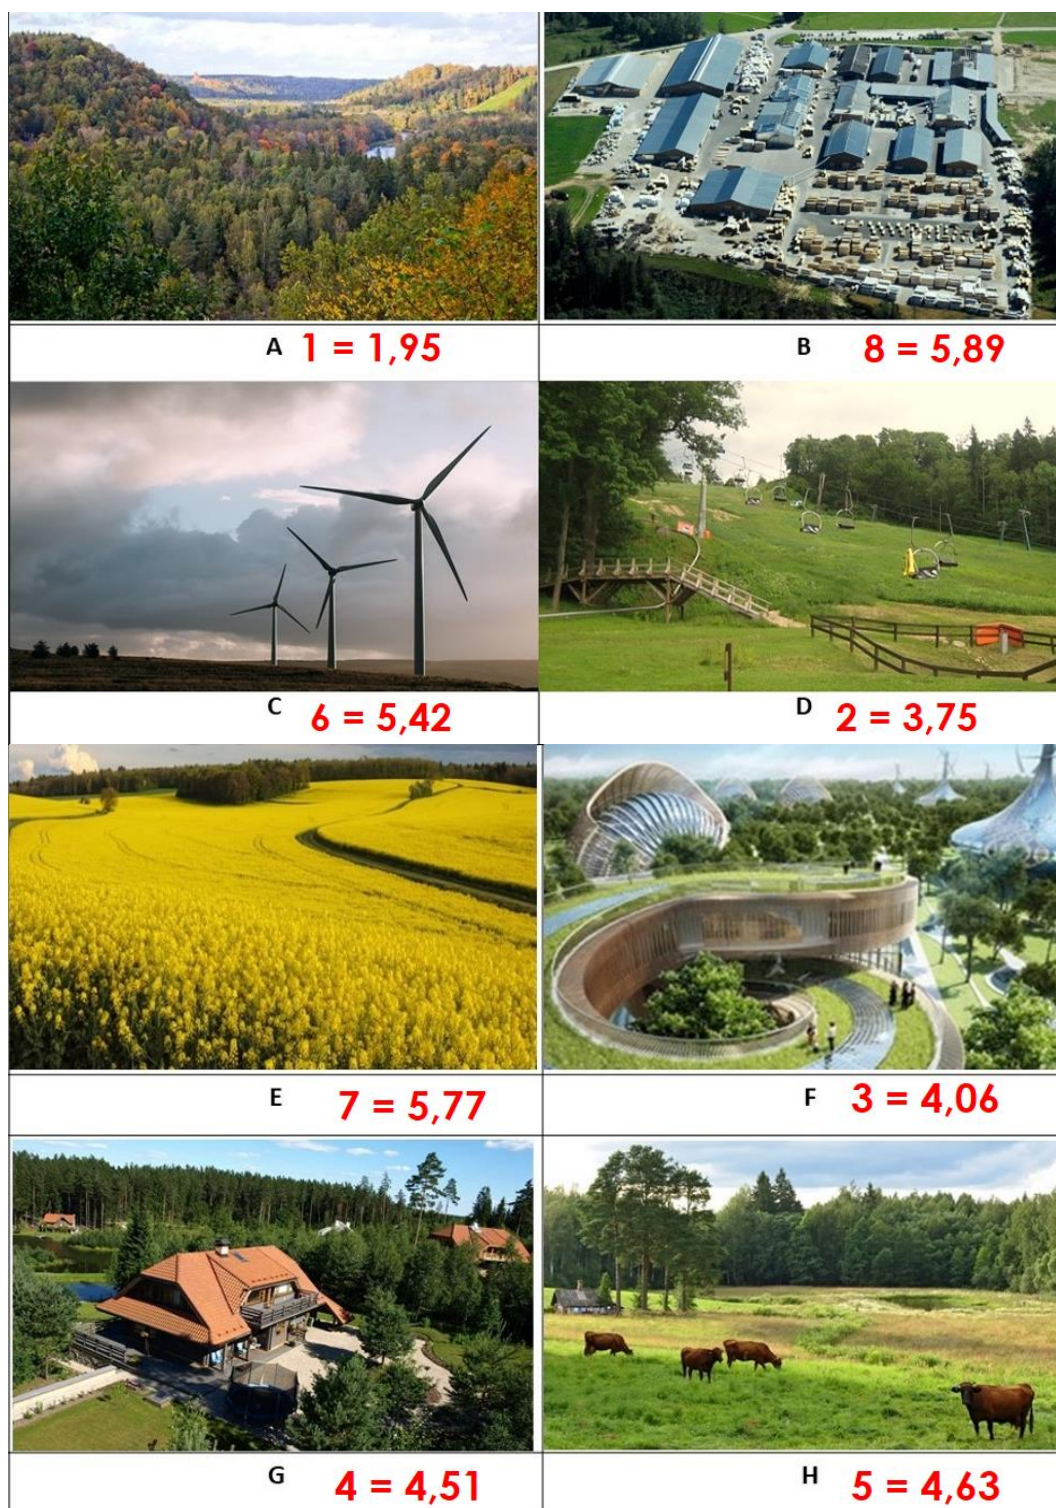 A 1 = 1,95
B 8 = 5,89
C 6 = 5,42
D 2 = 3,75
E 7 = 5,77
F 3 = 4,06
G 4 = 4,51
H 5 = 4,63